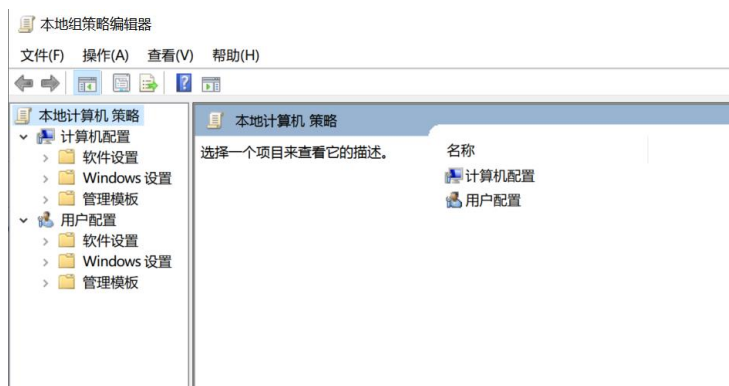 本地组策略编辑器
文件(F) 操作(A) 查看(V) 帮助(H)
本地计算机 策略
计算机配置
软件设置
Windows 设置
管理模板
用户配置
软件设置
Windows 设置
管理模板
本地计算机 策略
选择一个项目来查看它的描述。
名称
计算机配置
用户配置